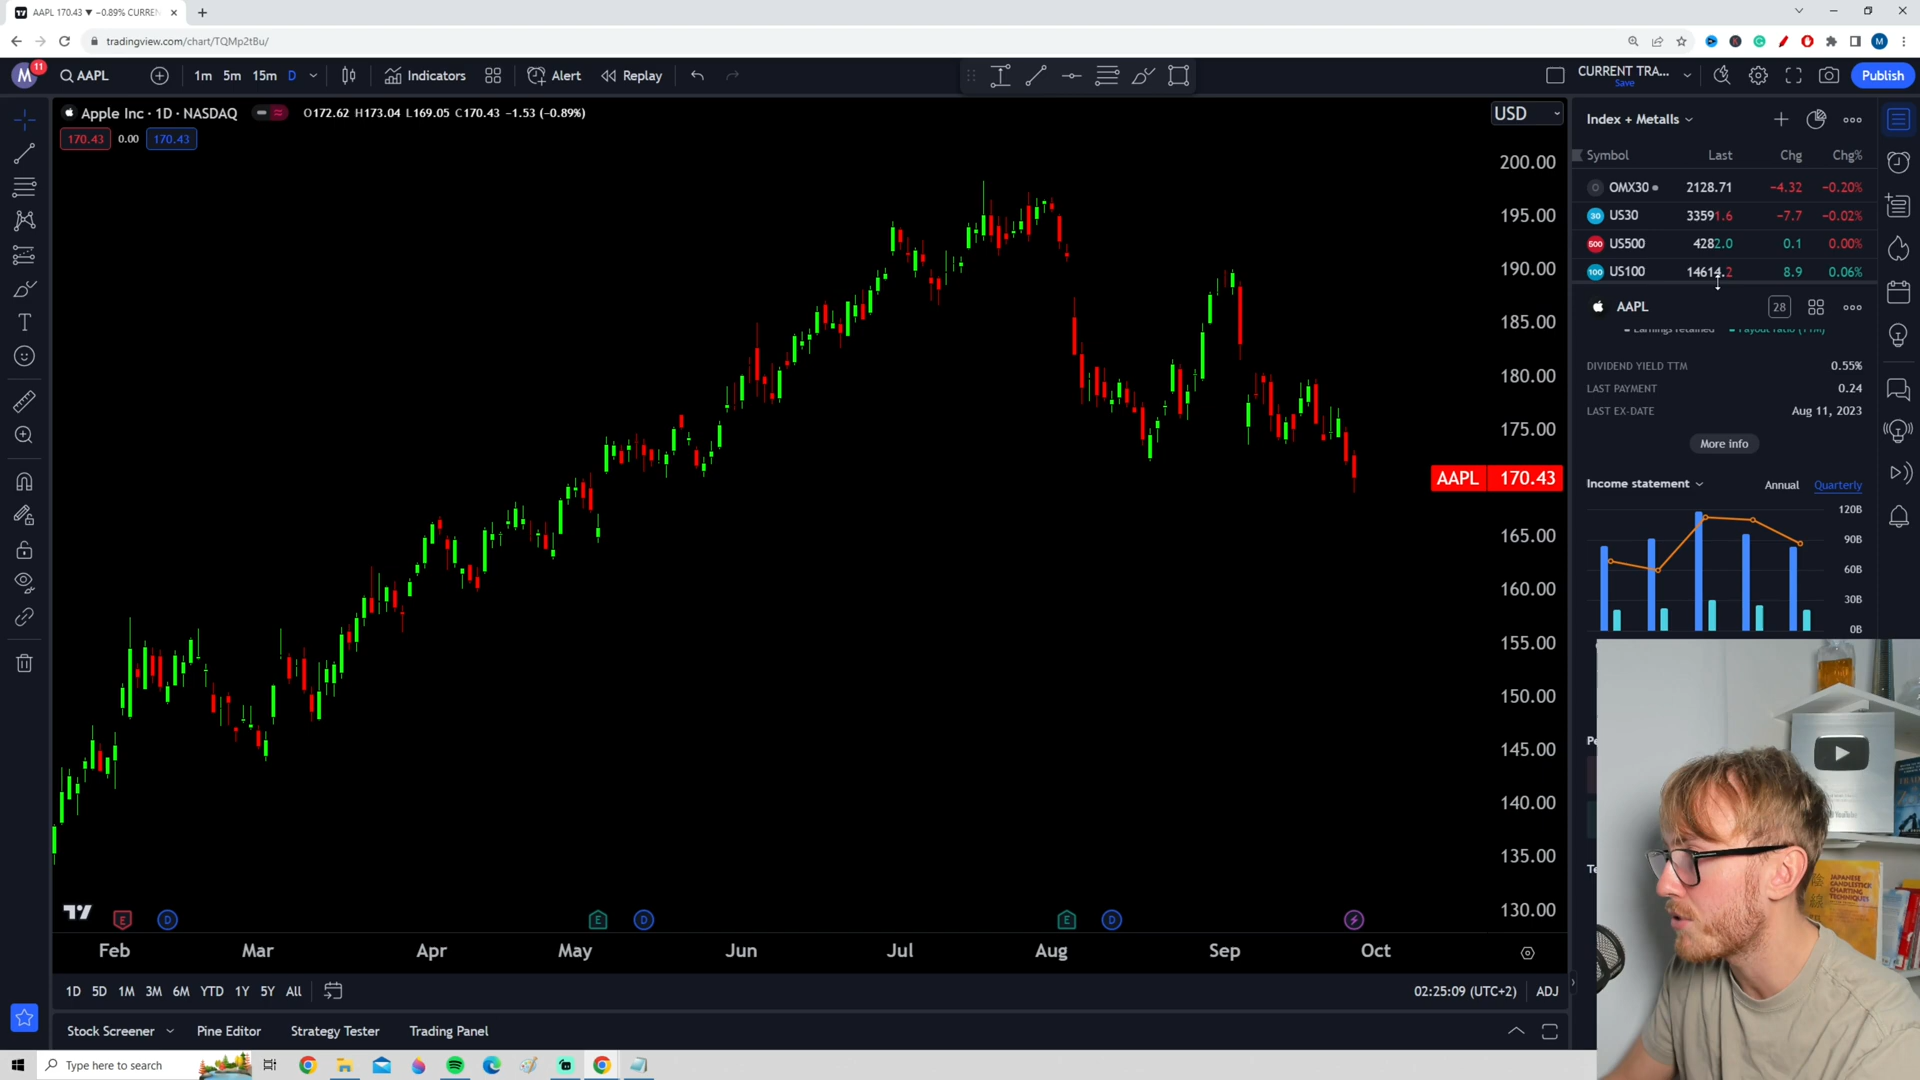 AAPL 170.43 ▼ −0.89% CURREN
tradingview.com/chart/TQMp2tBu/
M
M
11
AAPL
1m 5m 15m D
Indicators
Alert
Replay
CURRENT TRA...
Save
Publish
Apple Inc · 1D · NASDAQ
O172.62 H173.04 L169.05 C170.43 −1.53 (−0.89%)
170.43 0.00 170.43
USD
200.00
195.00
190.00
185.00
180.00
175.00
AAPL 170.43
165.00
160.00
155.00
150.00
145.00
140.00
135.00
130.00
E D E D E D
Feb Mar Apr May Jun Jul Aug Sep Oct
1D 5D 1M 3M 6M YTD 1Y 5Y All
02:25:09 (UTC+2) ADJ
Stock Screener Pine Editor Strategy Tester Trading Panel
Type here to search
Index + Metalls
Symbol Last Chg Chg%
OMX30 2128.71 −4.32 −0.20%
30 US30 33591.6 −7.7 −0.02%
500 US500 4282.0 0.1 0.00%
100 US100 14614.2 8.9 0.06%
AAPL
28
Earnings retained Payout ratio (TTM)
DIVIDEND YIELD TTM 0.55%
LAST PAYMENT 0.24
LAST EX-DATE Aug 11, 2023
More info
Income statement Annual Quarterly
120B
90B
60B
30B
0B
Pe
Te
JAPANESE
CANDLESTICK
CHARTING
TECHNIQUES